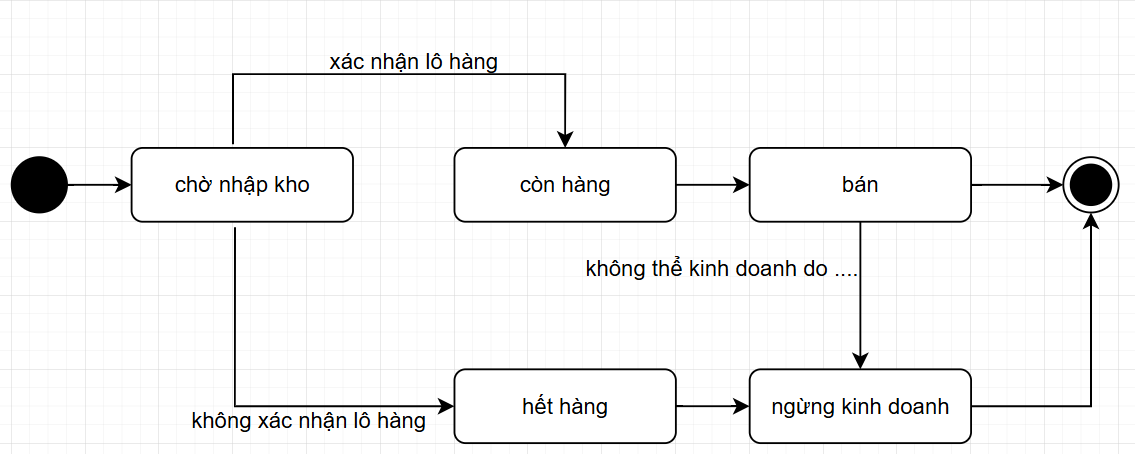 xác nhận lô hàng
chờ nhập kho
còn hàng
bán
không thể kinh doanh do ....
không xác nhận lô hàng
hết hàng
ngừng kinh doanh